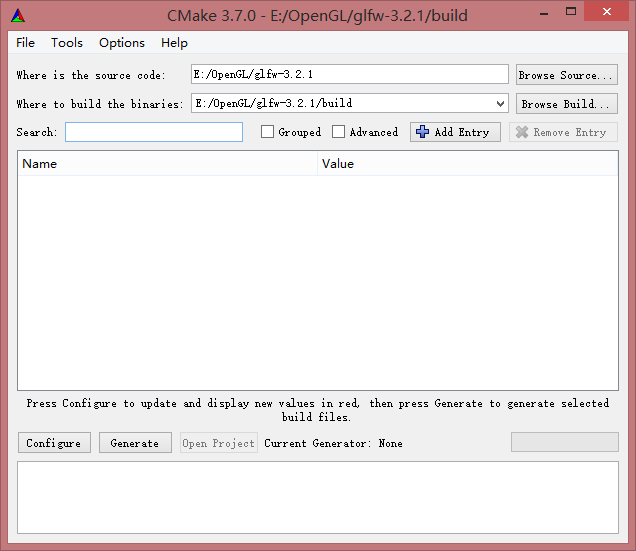 CMake 3.7.0 - E:/OpenGL/glfw-3.2.1/build
File Tools Options Help
Where is the source code: E:/OpenGL/glfw-3.2.1 Browse Source...
Where to build the binaries: E:/OpenGL/glfw-3.2.1/build Browse Build...
Search: Grouped Advanced Add Entry Remove Entry
Name Value
Press Configure to update and display new values in red, then press Generate to generate selected
build files.
Configure Generate Open Project Current Generator: None